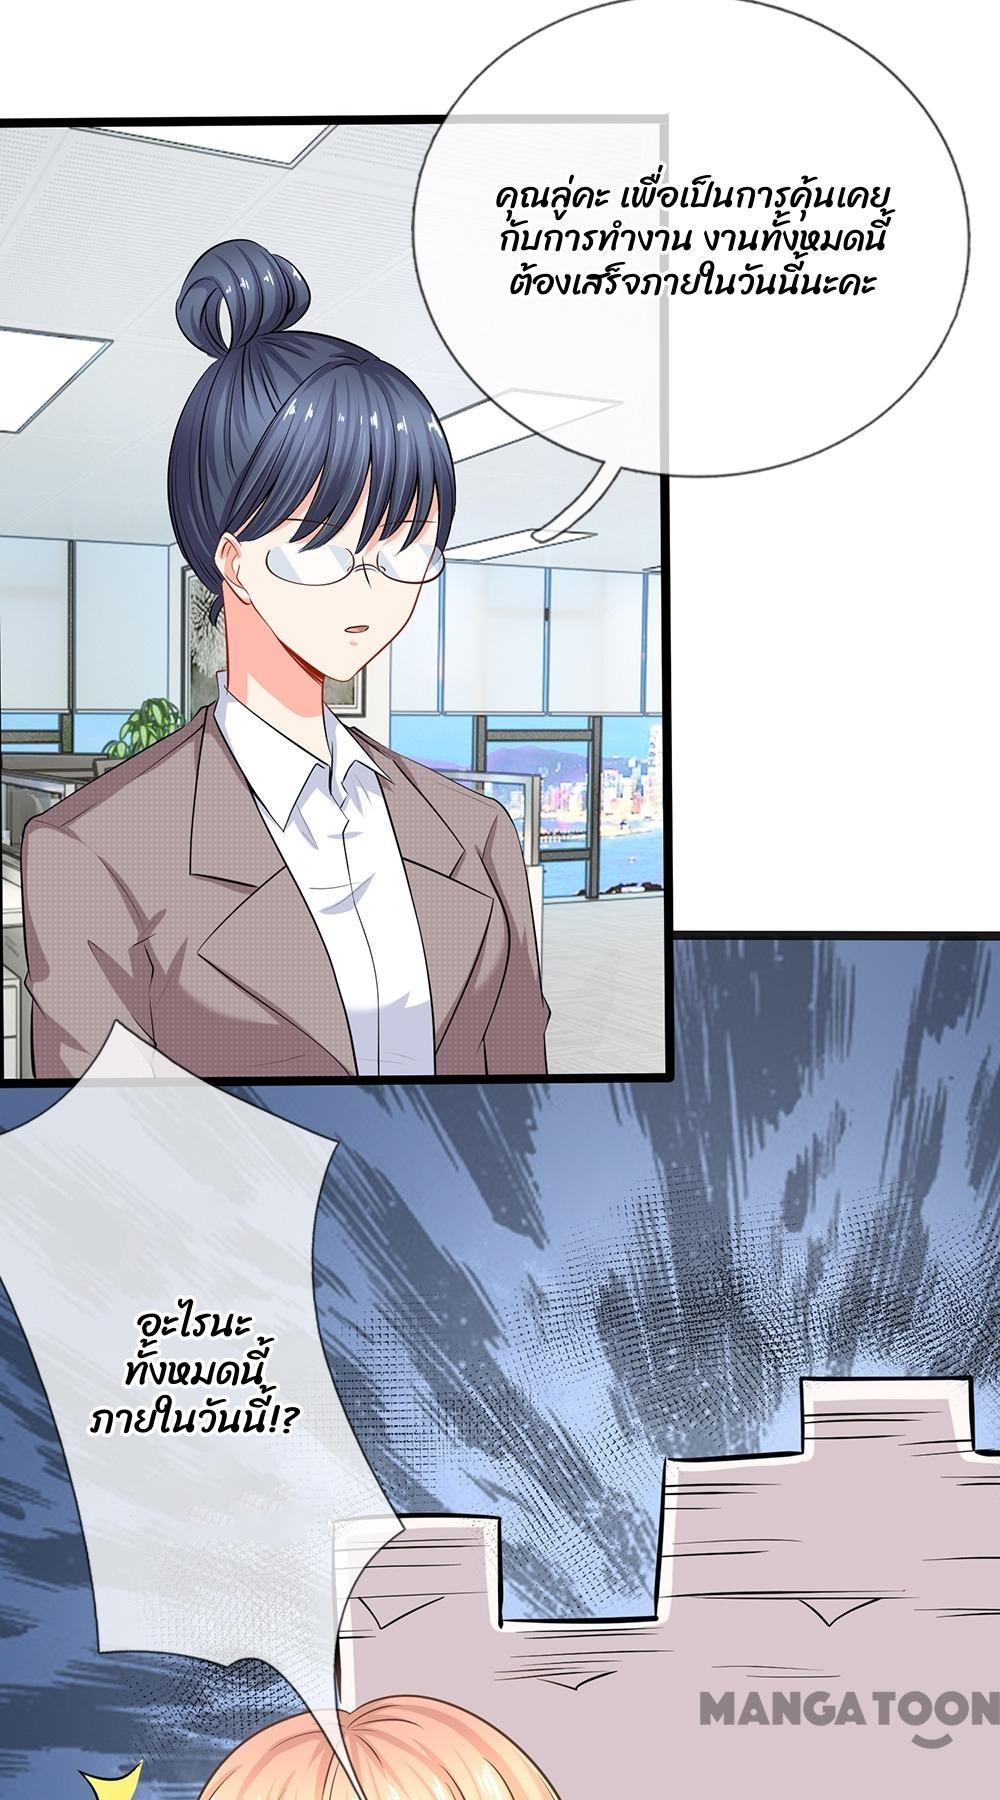 คุณลู่คะ เพื่อเป็นการคุ้นเคย
กับการทำงาน งานทั้งหมดนี้
ต้องเสร็จภายในวันนี้นะคะ
อะไรนะ
ทั้งหมดนี้
ภายในวันนี้!?
MANGATOON